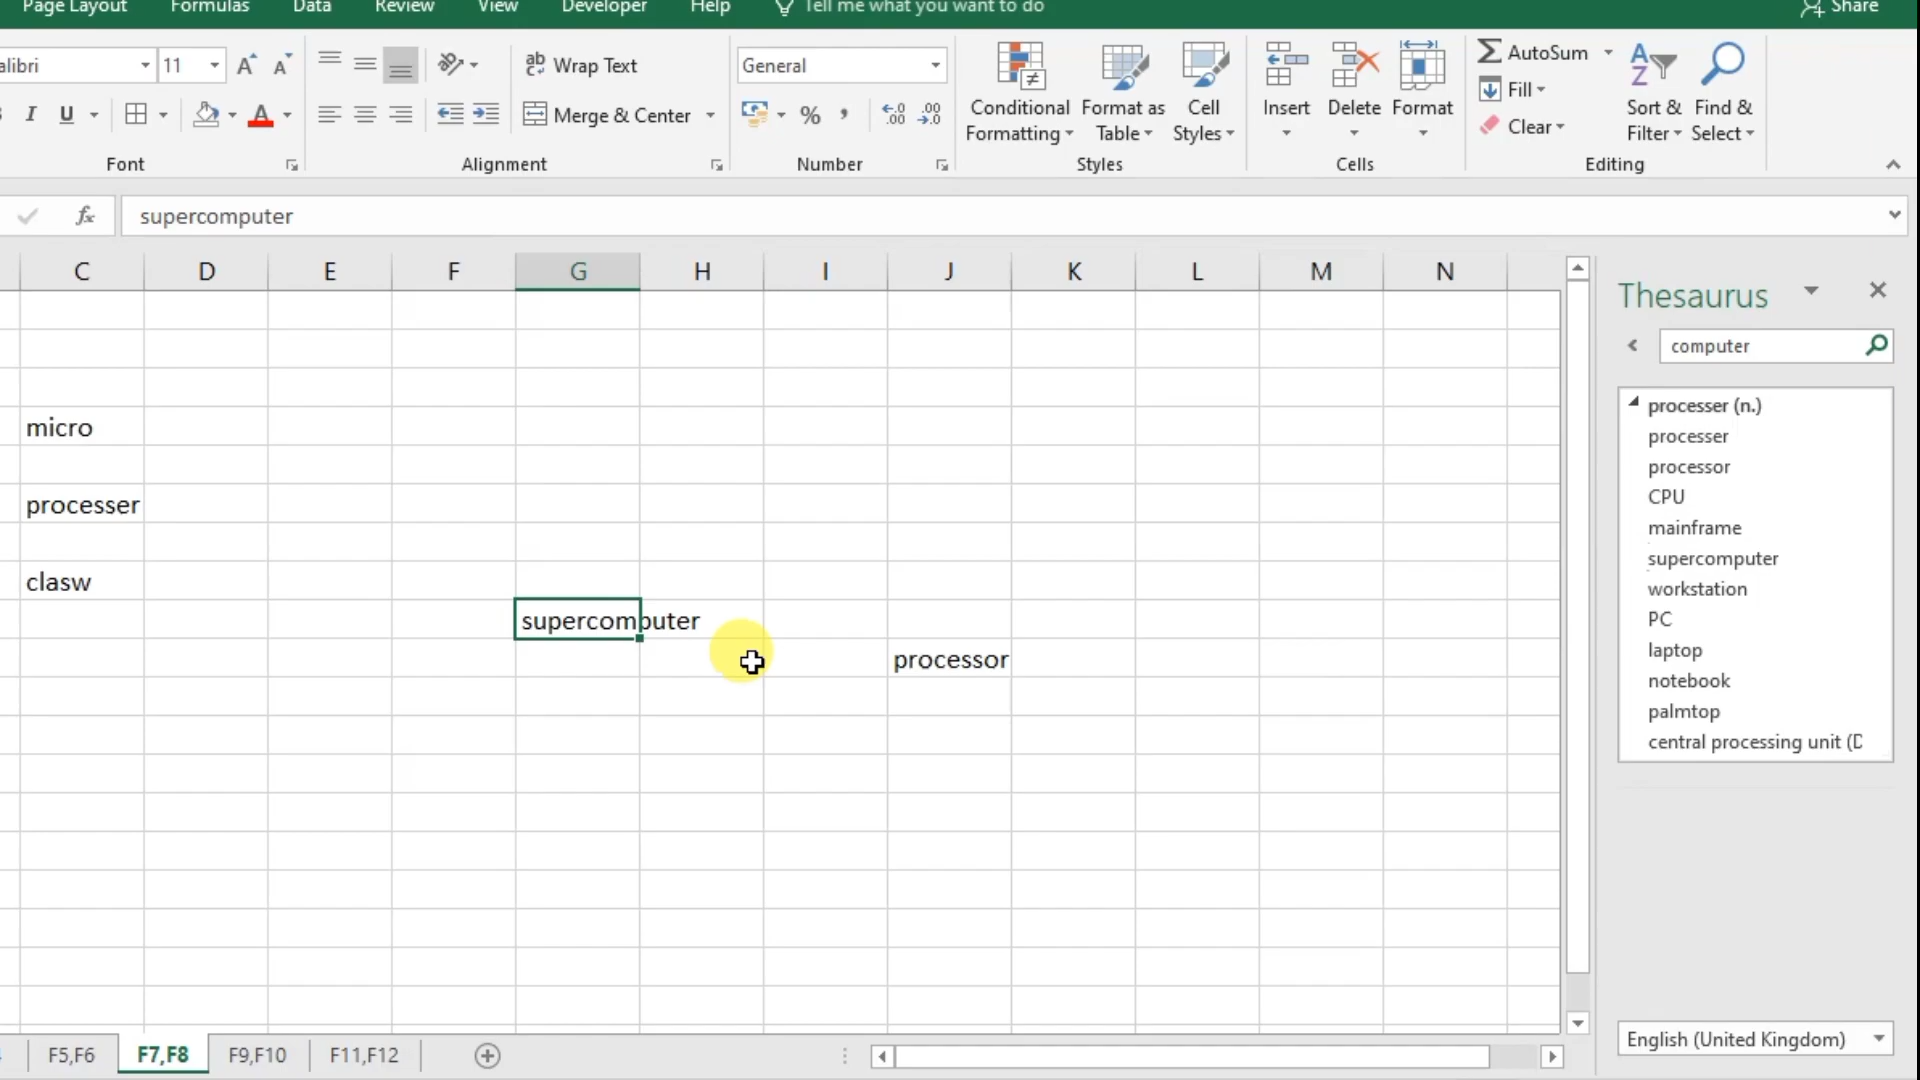 Page Layout Formulas Data Review View Developer Help Tell me what you want to do Share
alibri 11 A A
ab Wrap Text
General
AutoSum
Fill
Clear
I U A
Merge & Center
% , .00 .00
Conditional Formatting
Format as Table
Cell Styles
Insert
Delete
Format
Sort & Filter
Find & Select
Font Alignment Number Styles Cells Editing
fx supercomputer
C D E F G H I J K L M N
micro
processer
clasw
supercomputer
processor
Thesaurus
computer
processer (n.)
processer
processor
CPU
mainframe
supercomputer
workstation
PC
laptop
notebook
palmtop
central processing unit (D
English (United Kingdom)
F5,F6 F7,F8 F9,F10 F11,F12